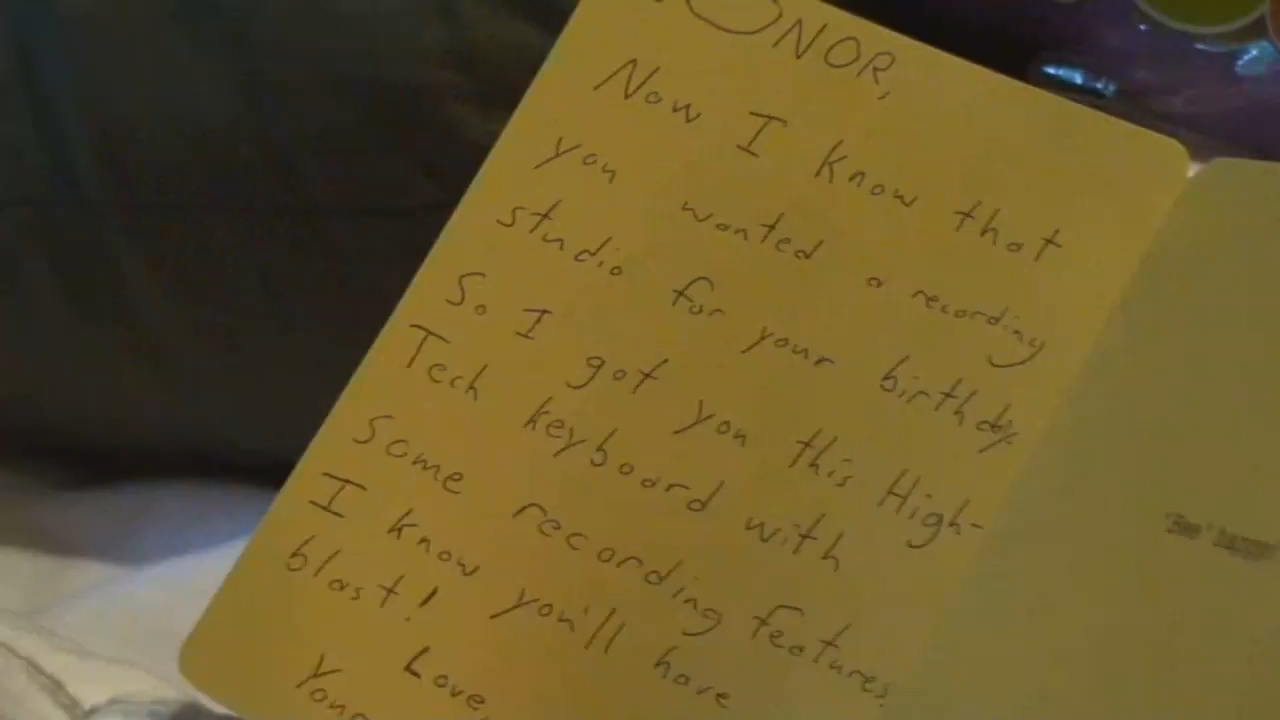 ONOR,
Now I know that
you wanted a recording
studio for your birthday.
So I got you this High-
Tech keyboard with
some recording features.
I know you'll have
blast!
Love,